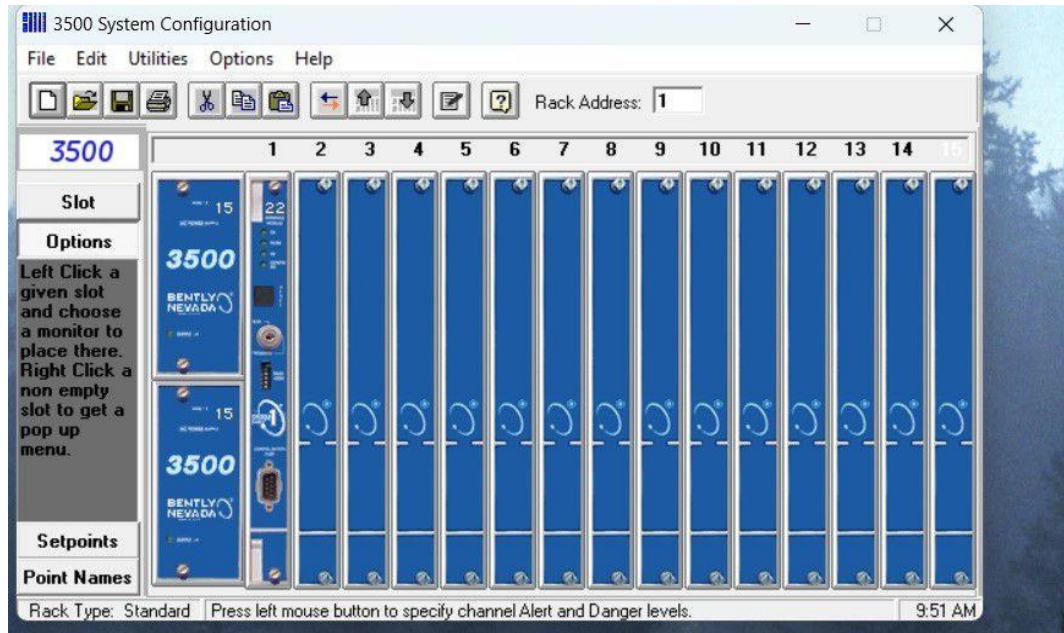 3500 System Configuration
File Edit Utilities Options Help
Rack Address: 1
3500 1 2 3 4 5 6 7 8 9 10 11 12 13 14 15
Slot
Options
Left Click a
given slot
and choose
a monitor to
place there.
Right Click a
non empty
slot to get a
pop up
menu.
Setpoints
Point Names
15
3500
BENTLY
NEVADA
15
3500
BENTLY
NEVADA
22
Rack Type: Standard Press left mouse button to specify channel Alert and Danger levels. 9:51 AM